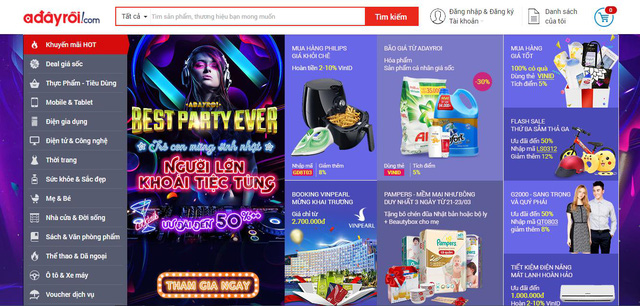 adâyrồi!.com
Tất cả
Tìm sản phẩm, thương hiệu bạn mong muốn
Tìm kiếm
Đăng nhập & Đăng ký
Tài khoản
Danh sách
của tôi
0
Khuyến mãi HOT
Deal giá sốc
Thực Phẩm - Tiêu Dùng
Mobile & Tablet
Điện gia dụng
Điện tử & Công nghệ
Thời trang
Sức khỏe & Sắc đẹp
Mẹ & Bé
Nhà cửa & Đời sống
Sách & Văn phòng phẩm
Thể thao & Dã ngoại
Ô tô & Xe máy
Voucher dịch vụ
ADAYROI
BEST PARTY EVER
Trẻ con mừng sinh nhật
NGƯỜI LỚN
KHOÁI TIỆC TÙNG
ƯU ĐÃI ĐẾN 50%
THAM GIA NGAY
MUA HÀNG PHILIPS
GIÁ KHỎI CHÊ
Hoàn tiền 2-10% VinID
Nhập mã
GDRT03
Giảm thêm
8%
BÃO GIÁ TỪ ADAYROI
Hóa phẩm
Sản phẩm cá nhân giá sốc
-30%
Dùng thẻ
VINID
Tích điểm
5%
MUA HÀNG
GIÁ TỐT
100% có quà
Dùng thẻ VINID
Tích điểm 5%
FLASH SALE
THỨ BA SẮM THẢ GA
Ưu đãi đến 50%
Nhập mã LS0312
Giảm thêm 12%
BOOKING VINPEARL
MỪNG KHAI TRƯƠNG
Giá chỉ từ
2.700.000đ
VINPEARL
PAMPERS - MỀM MẠI NHƯ BÔNG
DUY NHẤT 3 NGÀY TỪ 21-23/03
Tặng bộ chén đĩa Nhật bản hoặc bộ ly
+ Beautybox cho mẹ
Pampers
G2000 - SANG TRỌNG
VÀ QUÝ PHÁI
Ưu đãi đến 50%
Nhập mã QTDB03
giảm thêm 8%
TIẾT KIỆM ĐIỆN NĂNG
MÁT LẠNH HOÀN HẢO
Ưu đãi đến
1.000.000đ
Hoàn 2-10% VinID